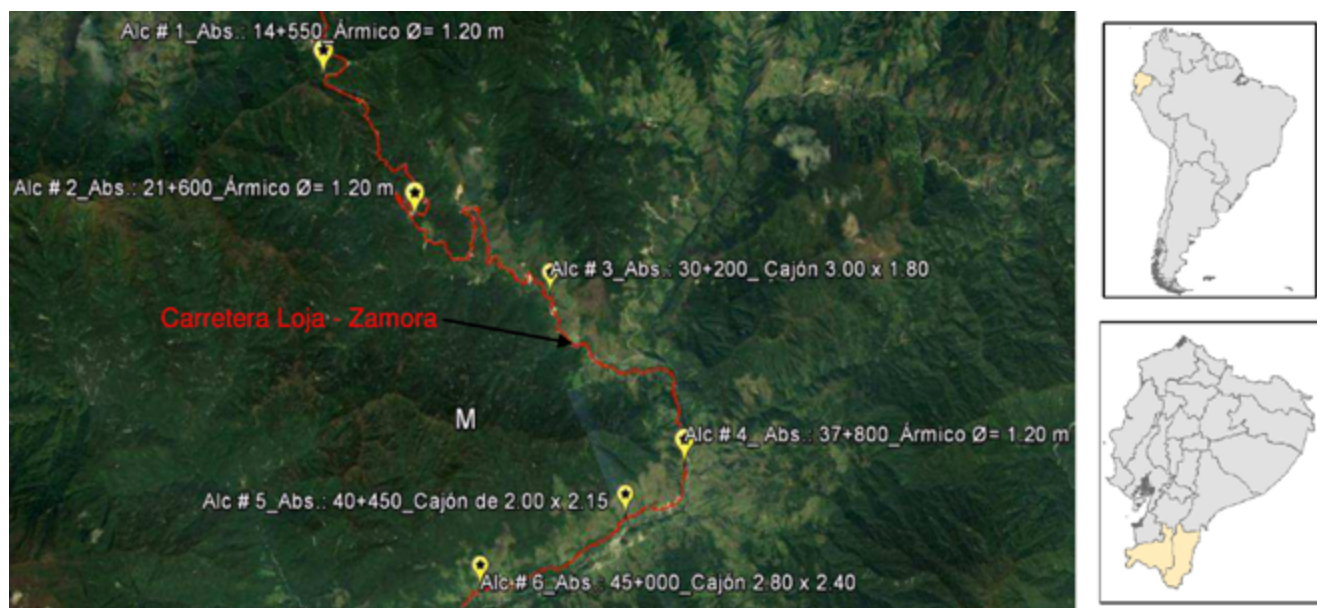 Alc # 1_Abs.: 14+550_Ármico Ø= 1.20 m
Alc # 2_Abs.: 21+600_Ármico Ø= 1.20 m
Alc # 3_Abs.: 30+200_ Cajón 3.00 x 1.80
Carretera Loja - Zamora
M
Alc # 4_ Abs.: 37+800_Ármico Ø= 1.20 m
Alc # 5_Abs.: 40+450_Cajón de 2.00 x 2.15
Alc # 6_Abs.: 45+000_Cajón 2.80 x 2.40